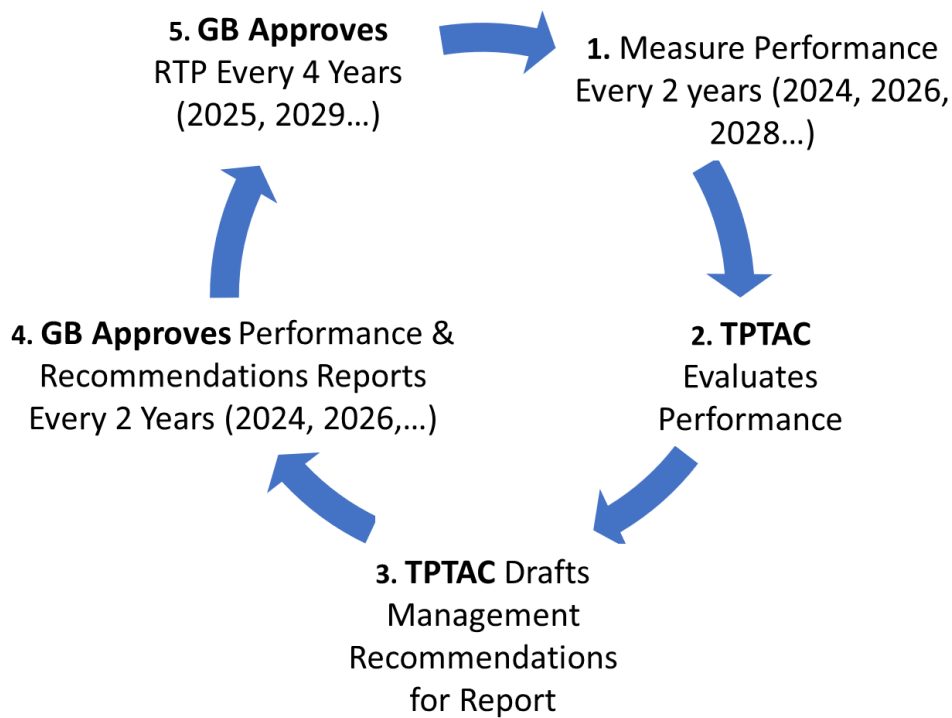 5. GB Approves
RTP Every 4 Years
(2025, 2029…)
1. Measure Performance
Every 2 years (2024, 2026,
2028…)
2. TPTAC
Evaluates
Performance
3. TPTAC Drafts
Management
Recommendations
for Report
4. GB Approves Performance &
Recommendations Reports
Every 2 Years (2024, 2026,…)